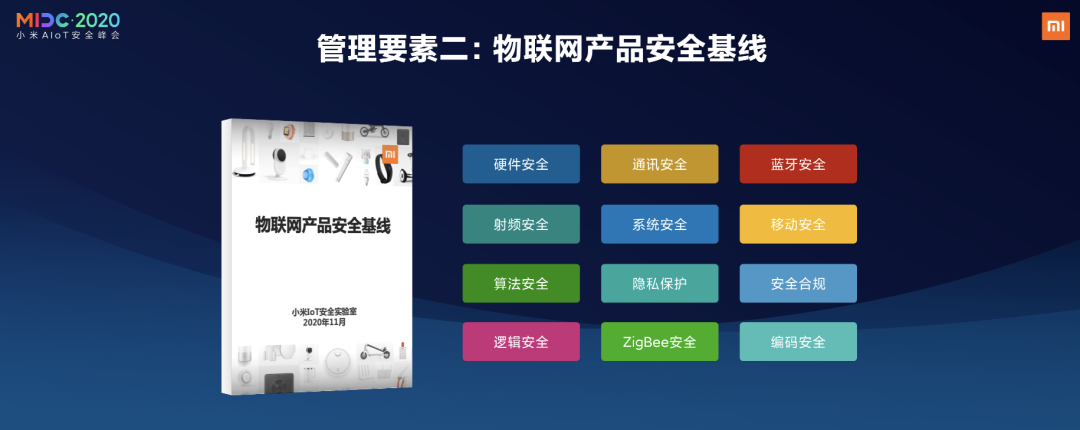 MIDC·2020
小米AIoT安全峰会
管理要素二：物联网产品安全基线
物联网产品安全基线
小米IoT安全实验室
2020年11月
硬件安全
通讯安全
蓝牙安全
射频安全
系统安全
移动安全
算法安全
隐私保护
安全合规
逻辑安全
ZigBee安全
编码安全